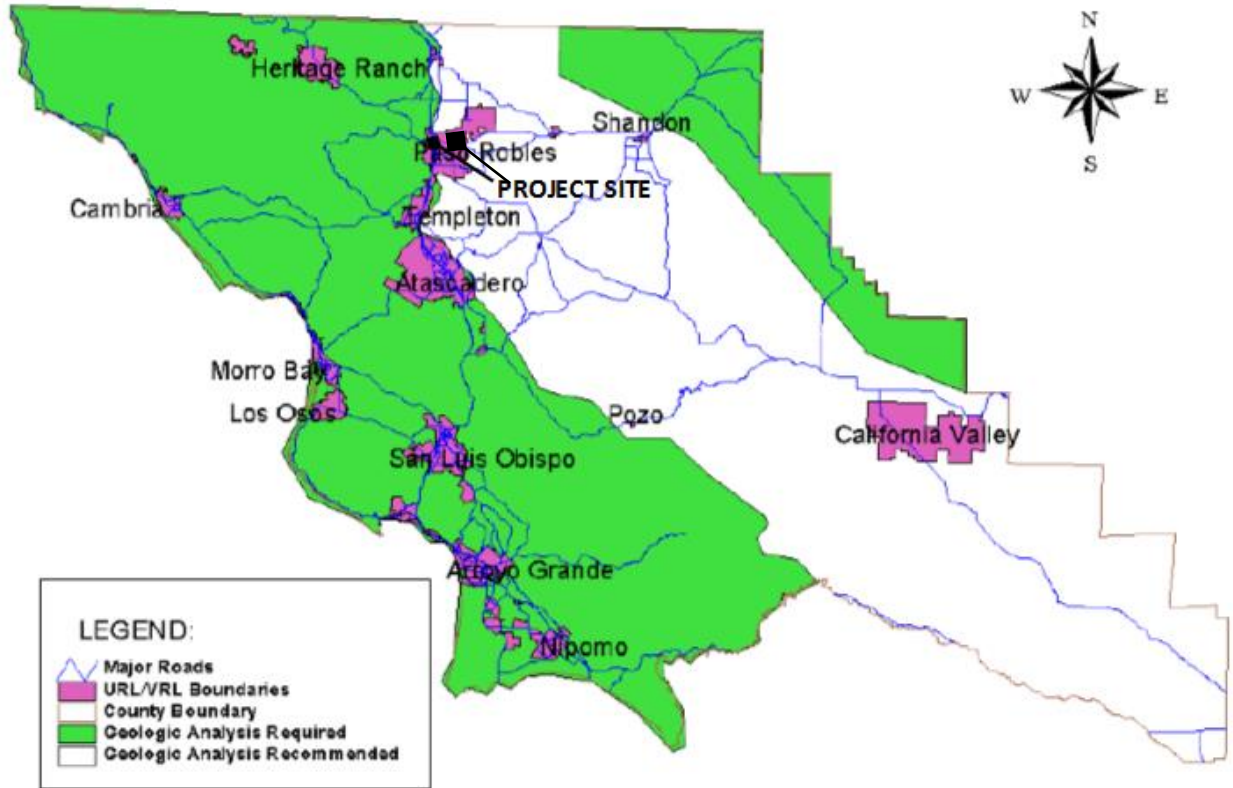 N
W E
S
Heritage Ranch
Shandon
Paso Robles
PROJECT SITE
Cambria
Templeton
Atascadero
Morro Bay
Los Osos
Pozo
California Valley
San Luis Obispo
Arroyo Grande
Nipomo
LEGEND:
Major Roads
URL/VRL Boundaries
County Boundary
Geologic Analysis Required
Geologic Analysis Recommended